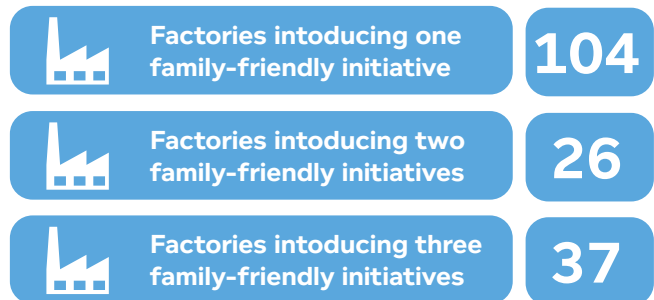 Factories intoducing one
family-friendly initiative
104
Factories intoducing two
family-friendly initiatives
26
Factories intoducing three
family-friendly initiatives
37